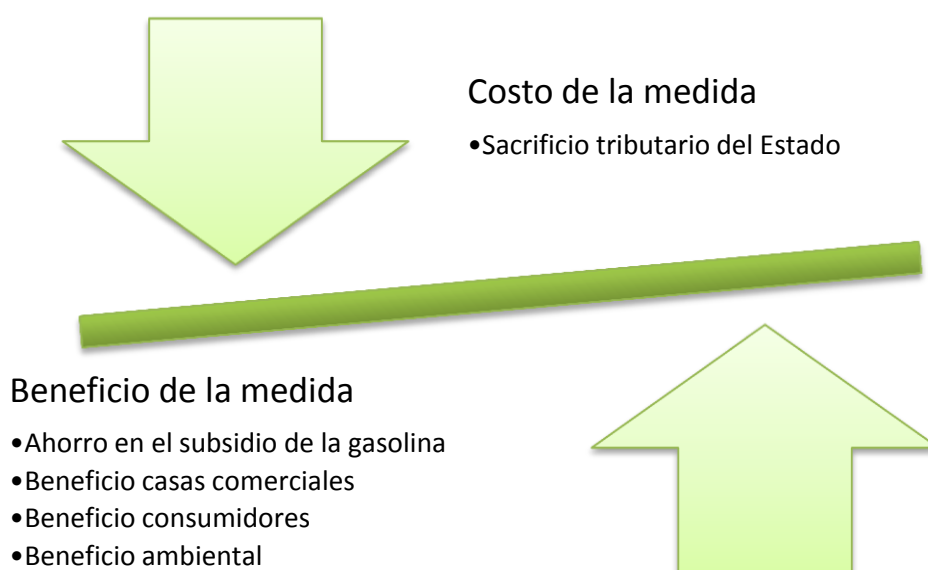 Costo de la medida
•Sacrificio tributario del Estado
Beneficio de la medida
•Ahorro en el subsidio de la gasolina
•Beneficio casas comerciales
•Beneficio consumidores
•Beneficio ambiental